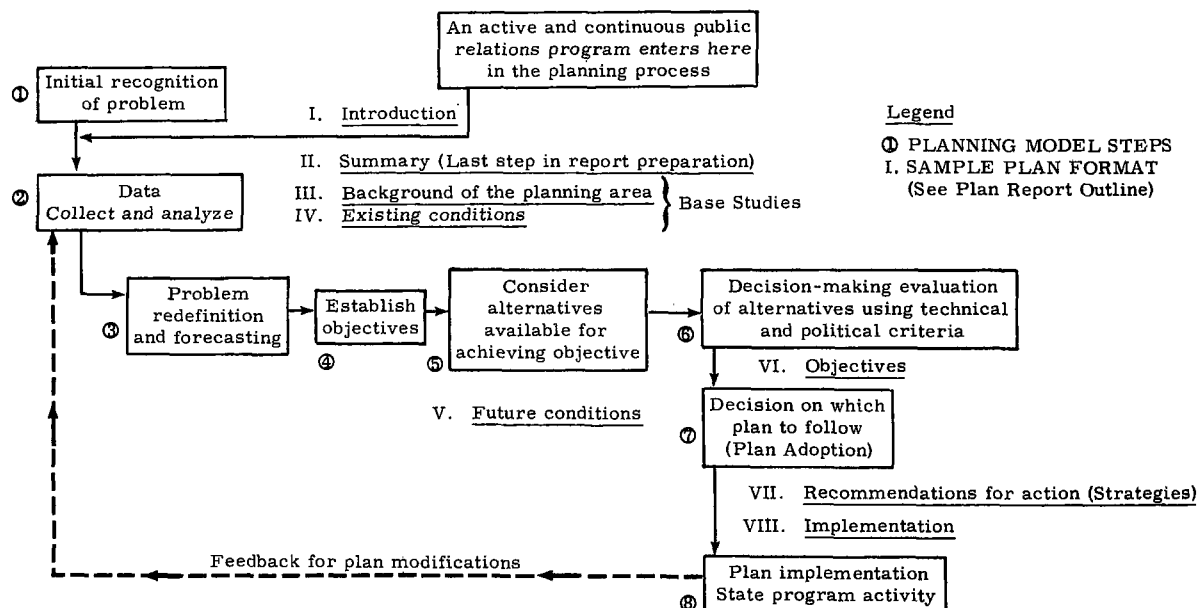 An active and continuous public
relations program enters here
in the planning process
① Initial recognition
of problem
I. Introduction
Legend
① PLANNING MODEL STEPS
I. SAMPLE PLAN FORMAT
(See Plan Report Outline)
II. Summary (Last step in report preparation)
III. Background of the planning area
IV. Existing conditions
Base Studies
② Data
Collect and analyze
③ Problem
redefinition
and forecasting
④ Establish
objectives
⑤ Consider
alternatives
available for
achieving objective
⑥ Decision-making evaluation
of alternatives using technical
and political criteria
VI. Objectives
V. Future conditions
⑦ Decision on which
plan to follow
(Plan Adoption)
VII. Recommendations for action (Strategies)
VIII. Implementation
Feedback for plan modifications
⑧ Plan implementation
State program activity